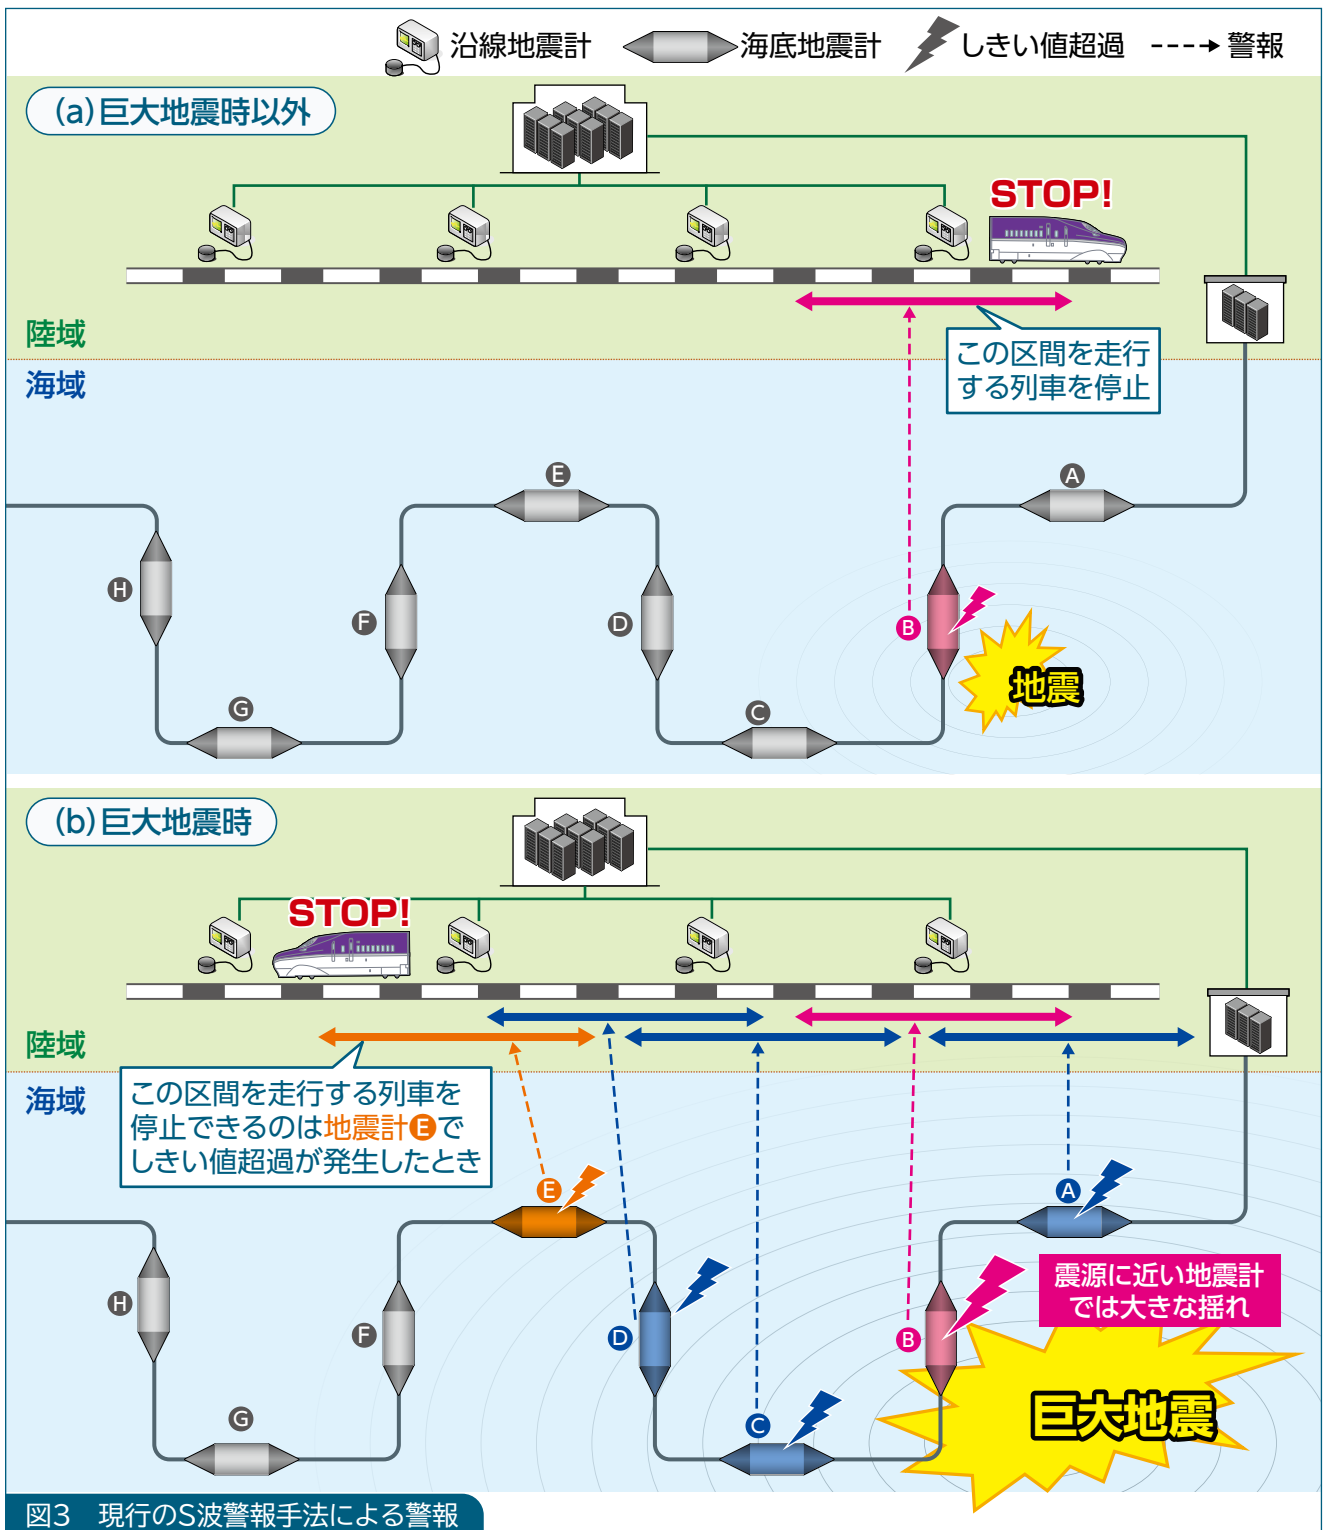 沿線地震計
海底地震計
しきい値超過
警報
(a)巨大地震時以外
STOP!
陸域
この区間を走行
する列車を停止
海域
E
A
H
F
D
B
地震
G
C
(b)巨大地震時
STOP!
陸域
海域
この区間を走行する列車を
停止できるのは地震計Eで
しきい値超過が発生したとき
E
A
震源に近い地震計
では大きな揺れ
H
F
D
B
巨大地震
G
C
図3 現行のS波警報手法による警報